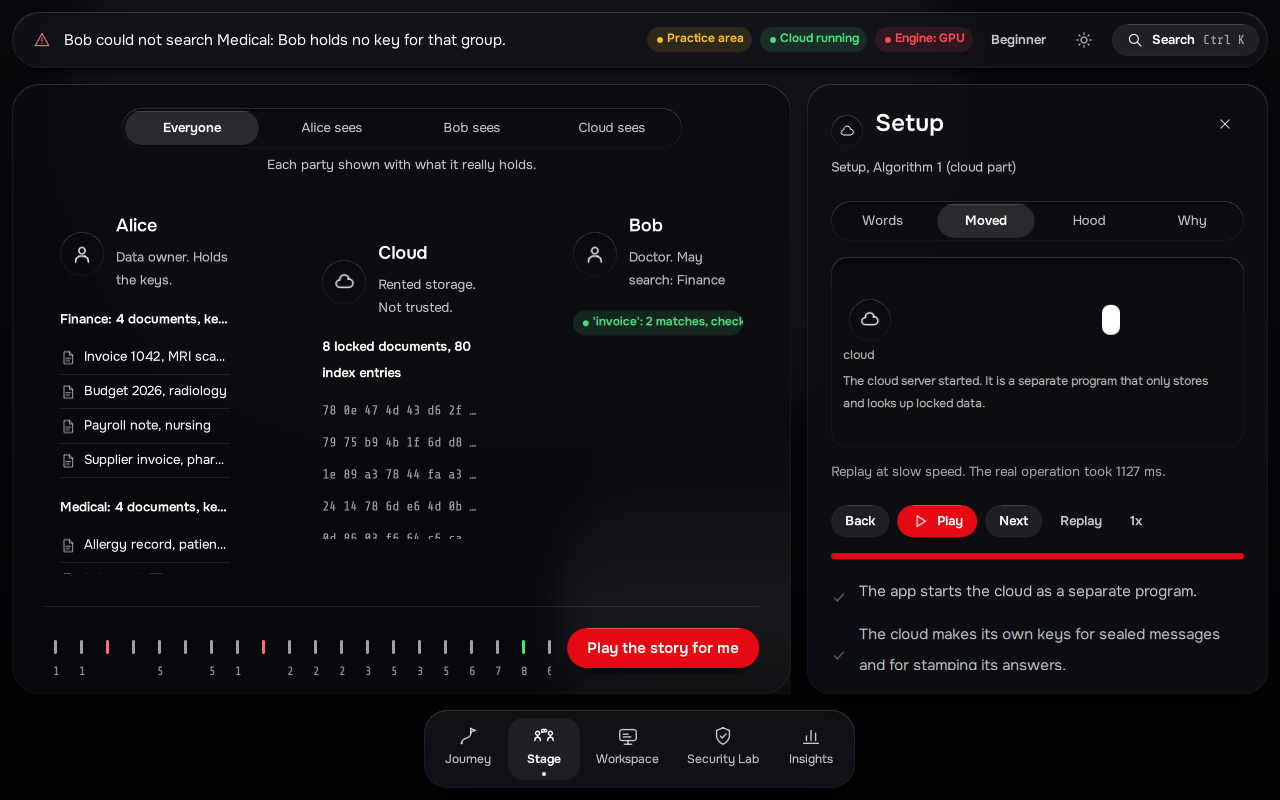 Bob could not search Medical: Bob holds no key for that group.
Practice area
Cloud running
Engine: GPU
Beginner
Search Ctrl K
Everyone
Alice sees
Bob sees
Cloud sees
Each party shown with what it really holds.
Alice
Data owner. Holds
the keys.
Finance: 4 documents, ke...
Invoice 1042, MRI sca...
Budget 2026, radiology
Payroll note, nursing
Supplier invoice, phar...
Medical: 4 documents, ke...
Allergy record, patien...
Cloud
Rented storage.
Not trusted.
8 locked documents, 80
index entries
78 0e 47 4d 43 d6 2f …
79 75 b9 4b 1f 6d d8 …
1e 89 a3 78 44 fa a3 …
24 14 78 6d e6 4d 0b …
Bob
Doctor. May
search: Finance
'invoice': 2 matches, check
1 1 5 5 1 2 2 2 3 5 3 5 6 7 8 6
Play the story for me
Setup
Setup, Algorithm 1 (cloud part)
Words
Moved
Hood
Why
cloud
The cloud server started. It is a separate program that only stores
and looks up locked data.
Replay at slow speed. The real operation took 1127 ms.
Back
Play
Next
Replay
1x
The app starts the cloud as a separate program.
The cloud makes its own keys for sealed messages
and for stamping its answers.
Journey
Stage
Workspace
Security Lab
Insights